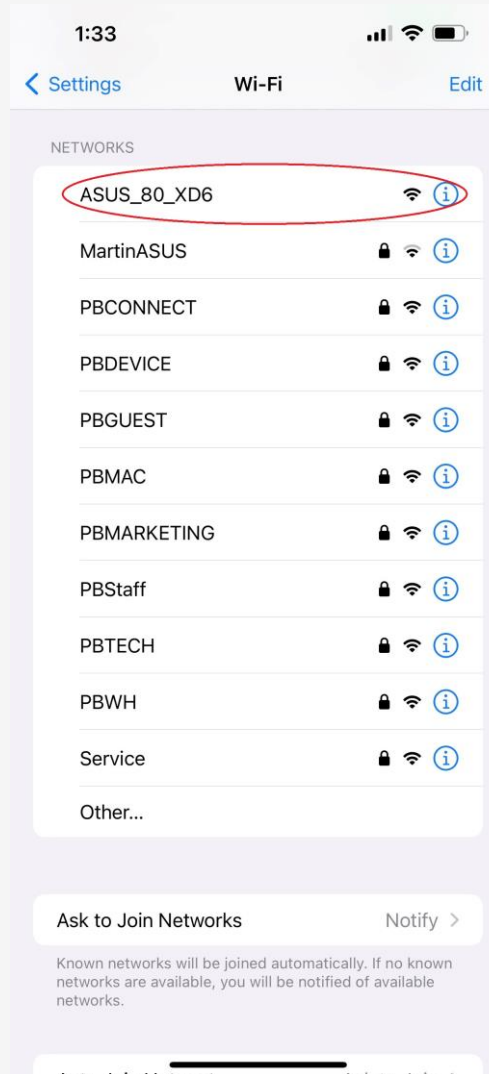 1:33
Settings Wi-Fi Edit
NETWORKS
ASUS_80_XD6
MartinASUS
PBCONNECT
PBDEVICE
PBGUEST
PBMAC
PBMARKETING
PBStaff
PBTECH
PBWH
Service
Other...
Ask to Join Networks Notify
Known networks will be joined automatically. If no known
networks are available, you will be notified of available
networks.